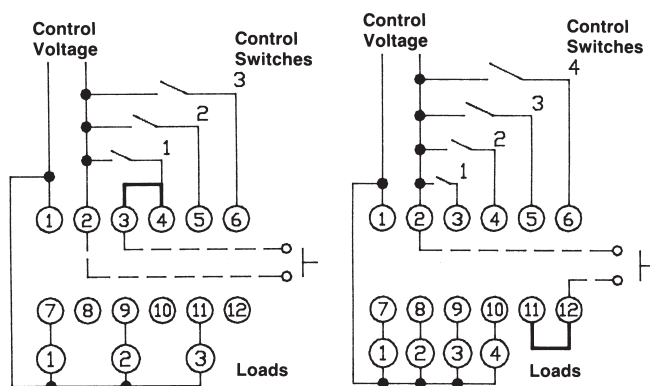 Control
Voltage
Control
Switches
3
2
1
1 2 3 4 5 6
7 8 9 10 11 12
1 2 3
Loads
Control
Voltage
Control
Switches
4
3
2
1
1 2 3 4 5 6
7 8 9 10 11 12
1 2 3 4
Loads